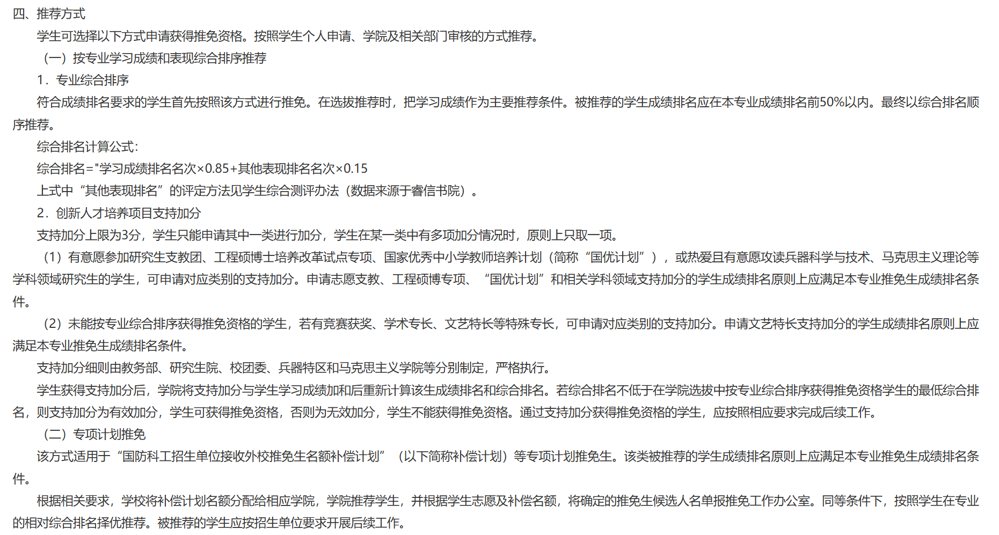 四、推荐方式
学生可选择以下方式申请获得推免资格。按照学生个人申请、学院及相关部门审核的方式推荐。
（一）按专业学习成绩和表现综合排序推荐
1．专业综合排序
符合成绩排名要求的学生首先按照该方式进行推免。在选拔推荐时，把学习成绩作为主要推荐条件。被推荐的学生成绩排名应在本专业成绩排名前50%以内。最终以综合排名顺
序推荐。
综合排名计算公式：
综合排名="学习成绩排名名次×0.85+其他表现排名名次×0.15
上式中“其他表现排名”的评定方法见学生综合测评办法（数据来源于睿信书院）。
2．创新人才培养项目支持加分
支持加分上限为3分，学生只能申请其中一类进行加分，学生在某一类中有多项加分情况时，原则上只取一项。
（1）有意愿参加研究生支教团、工程硕博士培养改革试点专项、国家优秀中小学教师培养计划（简称“国优计划”），或热爱且有意愿攻读兵器科学与技术、马克思主义理论等
学科领域研究生的学生，可申请对应类别的支持加分。申请志愿支教、工程硕博专项、“国优计划”和相关学科领域支持加分的学生成绩排名原则上应满足本专业推免生成绩排名条
件。
（2）未能按专业综合排序获得推免资格的学生，若有竞赛获奖、学术专长、文艺特长等特殊专长，可申请对应类别的支持加分。申请文艺特长支持加分的学生成绩排名原则上应
满足本专业推免生成绩排名条件。
支持加分细则由教务部、研究生院、校团委、兵器特区和马克思主义学院等分别制定，严格执行。
学生获得支持加分后，学院将支持加分与学生学习成绩加和后重新计算该生成绩排名和综合排名。若综合排名不低于在学院选拔中按专业综合排序获得推免资格学生的最低综合排
名，则支持加分为有效加分，学生可获得推免资格，否则为无效加分，学生不能获得推免资格。通过支持加分获得推免资格的学生，应按照相应要求完成后续工作。
（二）专项计划推免
该方式适用于“国防科工招生单位接收外校推免生名额补偿计划”（以下简称补偿计划）等专项计划推免生。该类被推荐的学生成绩排名原则上应满足本专业推免生成绩排名条
件。
根据相关要求，学校将补偿计划名额分配给相应学院，学院推荐学生，并根据学生志愿及补偿名额，将确定的推免生候选人名单报推免工作办公室。同等条件下，按照学生在专业
的相对综合排名择优推荐。被推荐的学生应按招生单位要求开展后续工作。